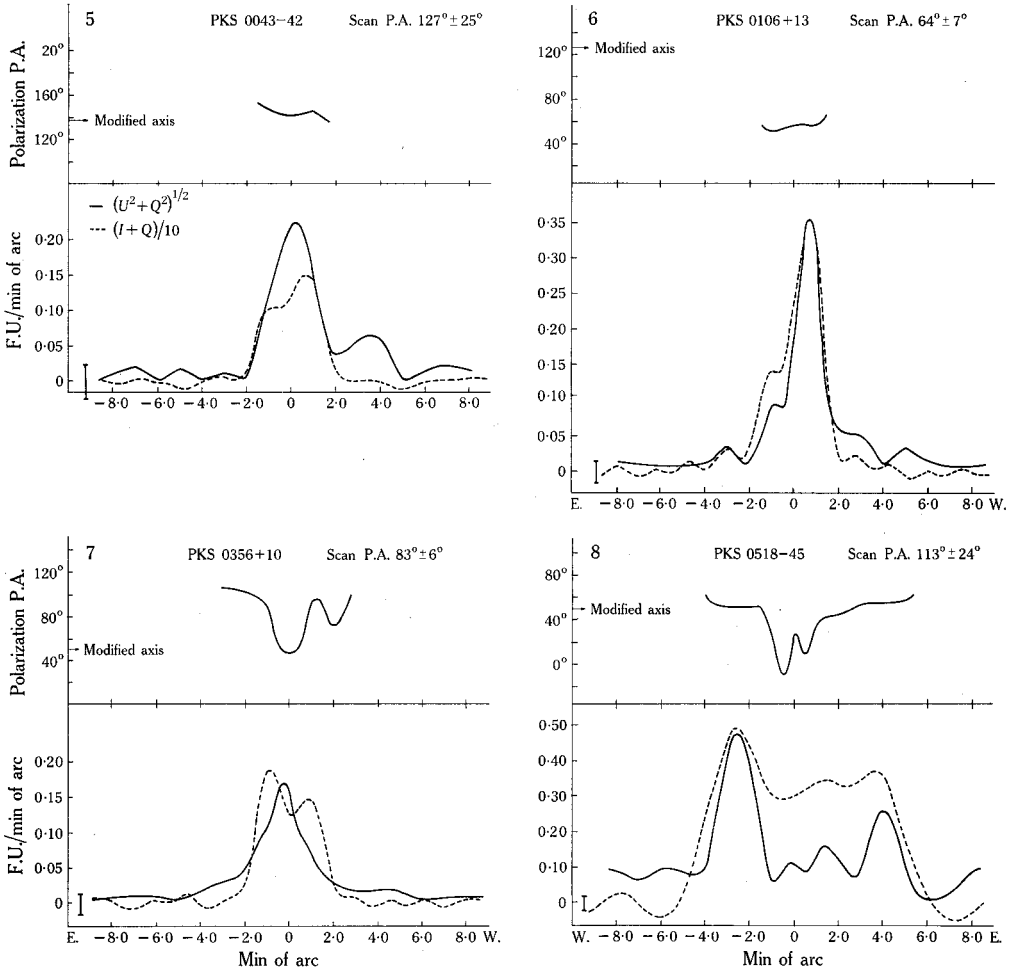 5 PKS 0043−42 Scan P.A. 127°±25°
Polarization P.A.
20°
160°
→ Modified axis
120°
— (U²+Q²)^1/2
--- (I+Q)/10
F.U./min of arc
0·20
0·15
0·10
0·05
0
−8·0 −6·0 −4·0 −2·0 0 2·0 4·0 6·0 8·0
6 PKS 0106+13 Scan P.A. 64°±7°
120°
→ Modified axis
80°
40°
0·35
0·30
0·20
0·15
0·10
0·05
0
E. −8·0 −6·0 −4·0 −2·0 0 2·0 4·0 6·0 8·0 W.
7 PKS 0356+10 Scan P.A. 83°±6°
Polarization P.A.
120°
80°
→ Modified axis
40°
F.U./min of arc
0·20
0·15
0·10
0·05
0
E. −8·0 −6·0 −4·0 −2·0 0 2·0 4·0 6·0 8·0 W.
Min of arc
8 PKS 0518−45 Scan P.A. 113°±24°
80°
→ Modified axis
40°
0°
0·50
0·40
0·30
0·20
0·10
0
W. −8·0 −6·0 −4·0 −2·0 0 2·0 4·0 6·0 8·0 E.
Min of arc